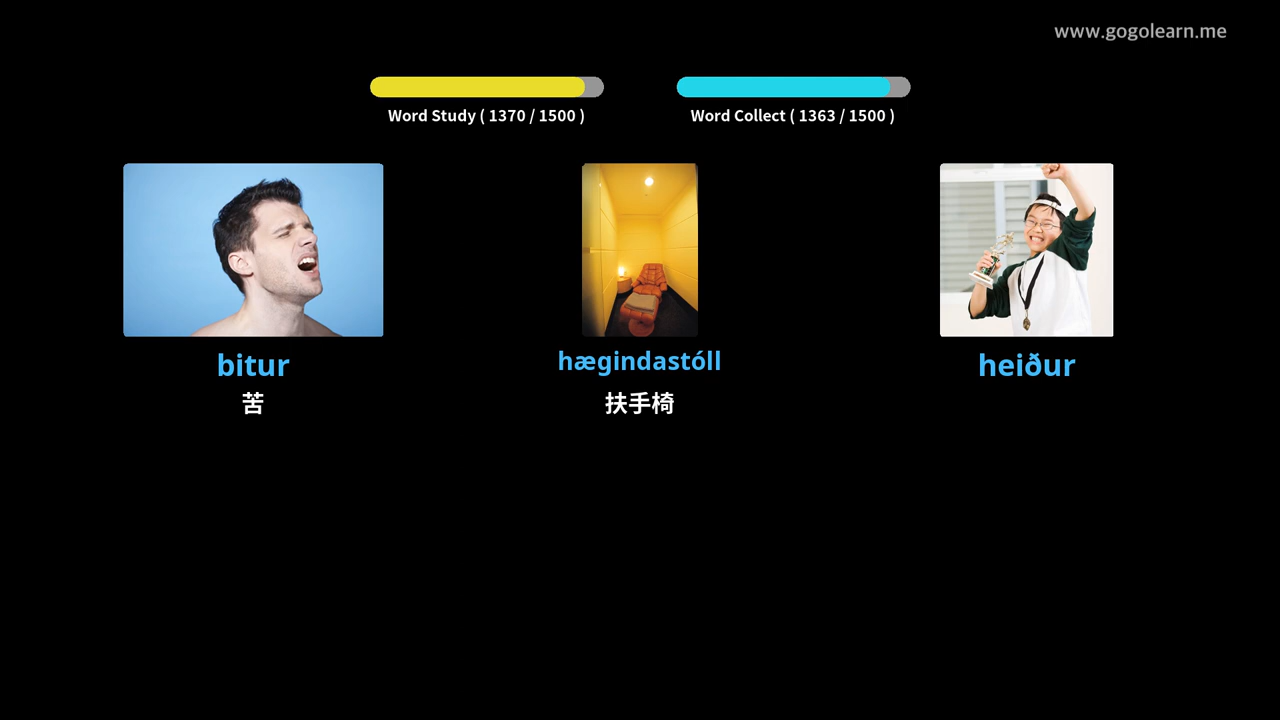 www.gogolearn.me
Word Study ( 1370 / 1500 )
Word Collect ( 1363 / 1500 )
bitur
苦
hægindastóll
扶手椅
heiður